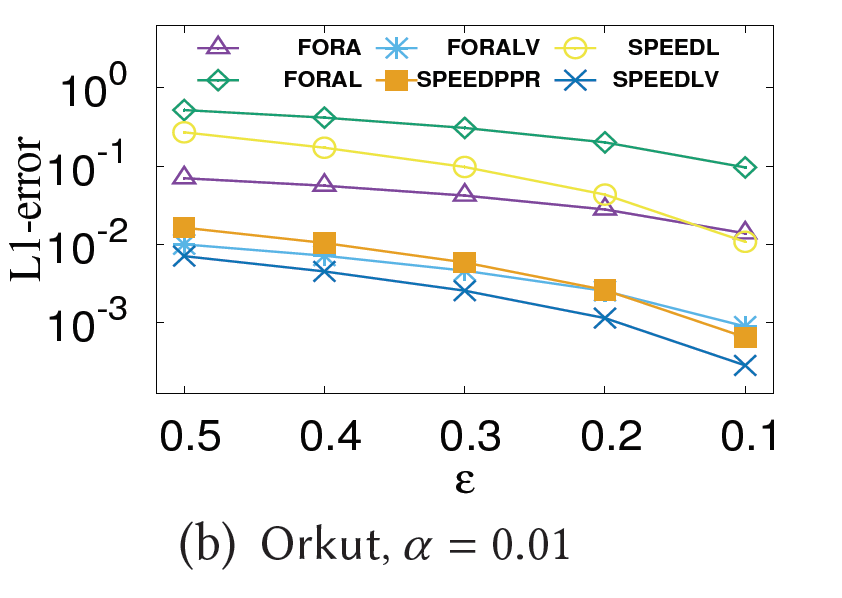 FORA FORALV SPEEDL
FORAL SPEEDPPR SPEEDLV
10^0
10^-1
10^-2
10^-3
L1-error
0.5 0.4 0.3 0.2 0.1
ε
(b) Orkut, α = 0.01